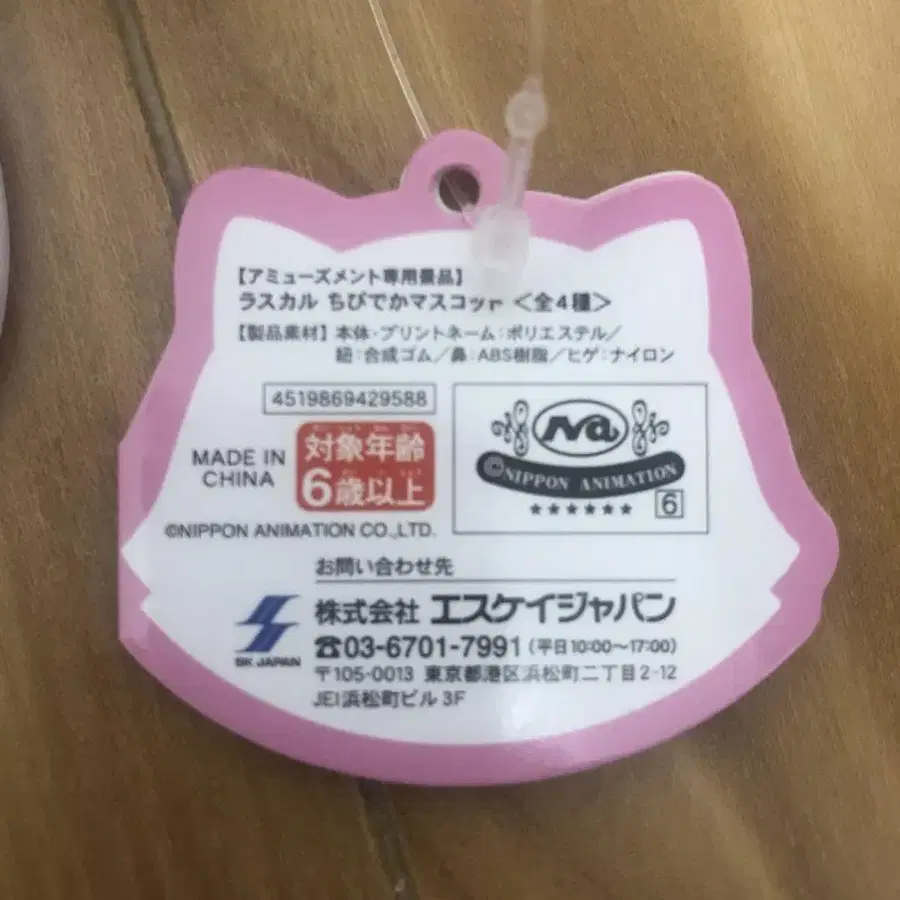 【アミューズメント専用景品】
ラスカル ちびでかマスコット <全4種>
【製品素材】本体・プリントネーム:ポリエステル/
紐:合成ゴム/鼻:ABS樹脂/ヒゲ:ナイロン
4519869429588
MADE IN
CHINA
対象年齢
6歳以上
Na
©NIPPON ANIMATION
★★★★★★
6
©NIPPON ANIMATION CO.,LTD.
お問い合わせ先
SK JAPAN
株式会社 エスケイジャパン
☎03-6701-7991 (平日10:00〜17:00)
〒105-0013 東京都港区浜松町二丁目2-12
JEI浜松町ビル 3F